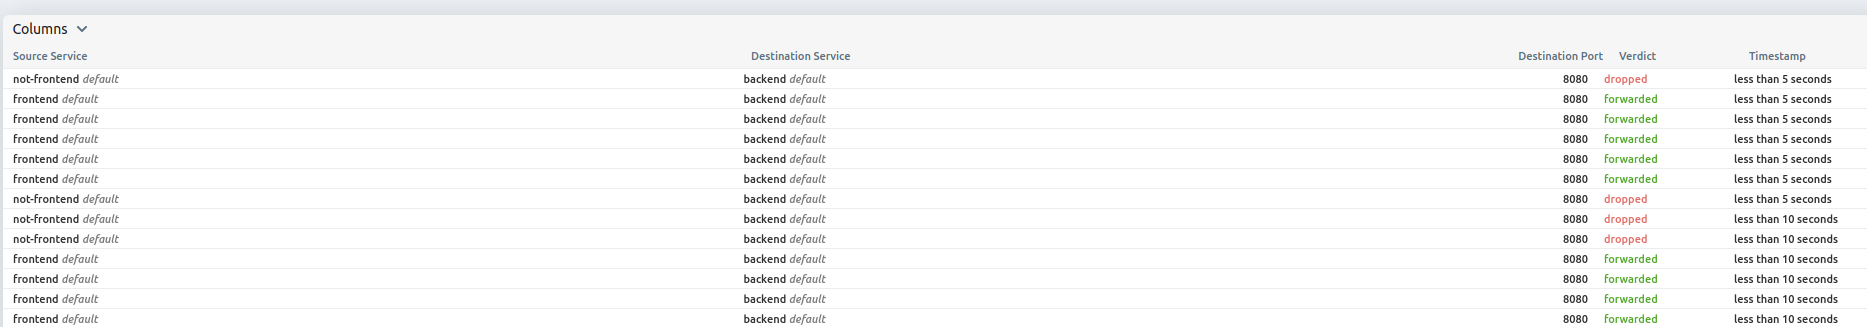 Columns
Source Service Destination Service Destination Port Verdict Timestamp
not-frontend default backend default 8080 dropped less than 5 seconds
frontend default backend default 8080 forwarded less than 5 seconds
frontend default backend default 8080 forwarded less than 5 seconds
frontend default backend default 8080 forwarded less than 5 seconds
frontend default backend default 8080 forwarded less than 5 seconds
frontend default backend default 8080 forwarded less than 5 seconds
not-frontend default backend default 8080 dropped less than 5 seconds
not-frontend default backend default 8080 dropped less than 10 seconds
not-frontend default backend default 8080 dropped less than 10 seconds
frontend default backend default 8080 forwarded less than 10 seconds
frontend default backend default 8080 forwarded less than 10 seconds
frontend default backend default 8080 forwarded less than 10 seconds
frontend default backend default 8080 forwarded less than 10 seconds